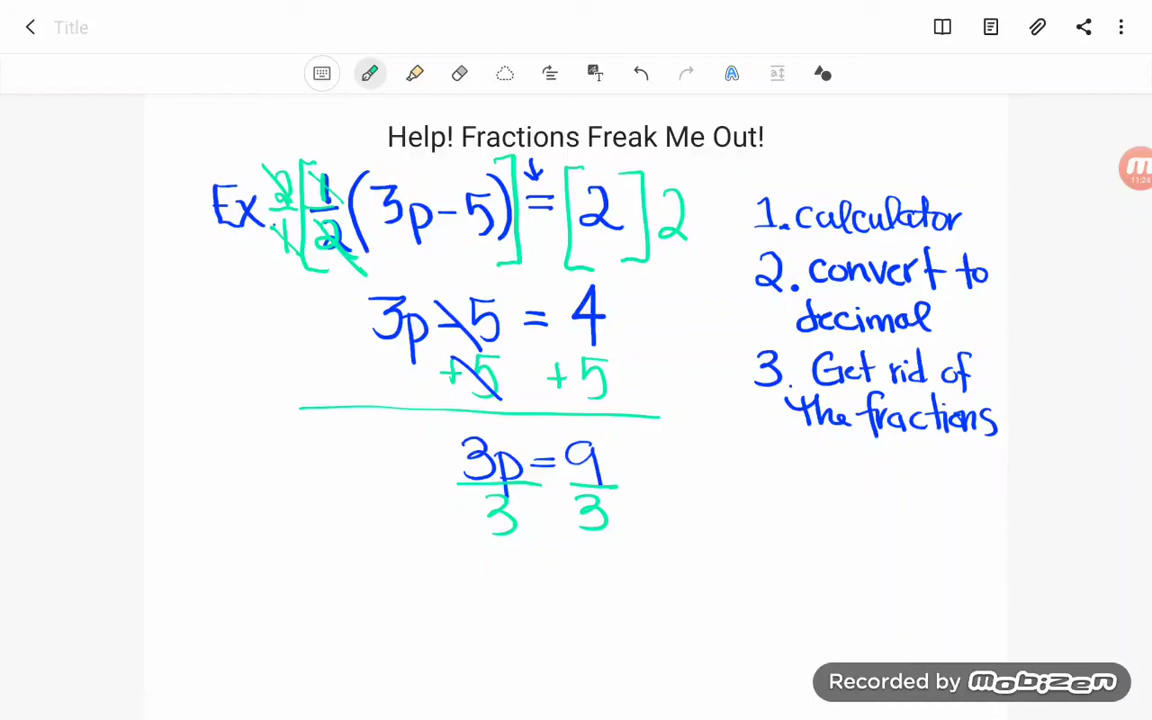 Title
Help! Fractions Freak Me Out!
Ex 2/1 [1/2 (3p - 5)] = [2] 2
3p - 5 = 4
+5 +5
3p = 9
3 3
1. calculator
2. convert to
decimal
3. Get rid of
the fractions
11:24
Recorded by mobizen